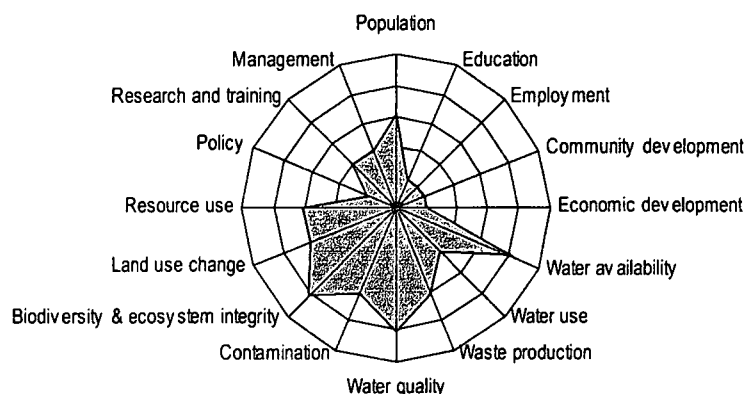 Population
Management
Education
Research and training
Employment
Policy
Community development
Resource use
Economic development
Land use change
Water availability
Biodiversity & ecosystem integrity
Water use
Contamination
Waste production
Water quality